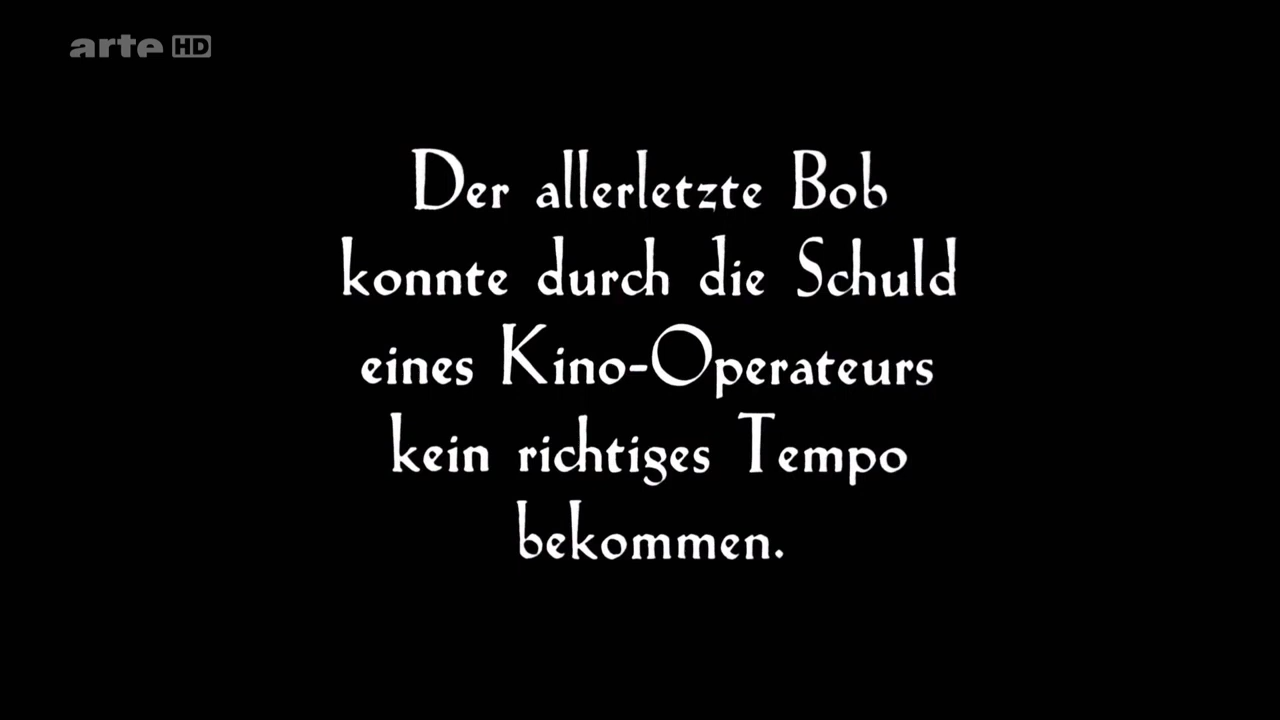 arte HD
Der allerletzte Bob
konnte durch die Schuld
eines Kino-Operateurs
kein richtiges Tempo
bekommen.